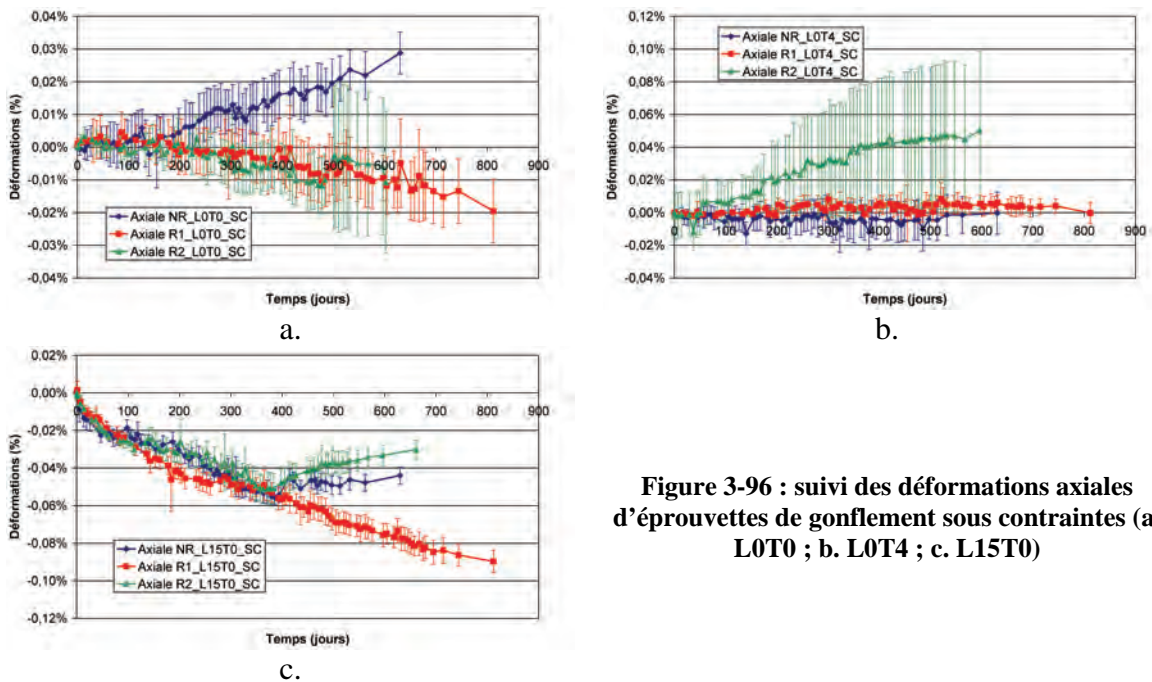 0,04%
0,03%
0,02%
0,01%
0,00%
-0,01%
-0,02%
-0,03%
-0,04%
0 100 200 300 400 500 600 700 800 900
Déformations (%)
Temps (jours)
Axiale NR_L0T0_SC
Axiale R1_L0T0_SC
Axiale R2_L0T0_SC
a.
0,12%
0,10%
0,08%
0,06%
0,04%
0,02%
0,00%
-0,02%
-0,04%
0 100 200 300 400 500 600 700 800 900
Déformations (%)
Temps (jours)
Axiale NR_L0T4_SC
Axiale R1_L0T4_SC
Axiale R2_L0T4_SC
b.
0,02%
0,00%
-0,02%
-0,04%
-0,06%
-0,08%
-0,10%
-0,12%
0 100 200 300 400 500 600 700 800 900
Déformations (%)
Temps (jours)
Axiale NR_L15T0_SC
Axiale R1_L15T0_SC
Axiale R2_L15T0_SC
c.
Figure 3-96 : suivi des déformations axiales
d'éprouvettes de gonflement sous contraintes (a
L0T0 ; b. L0T4 ; c. L15T0)